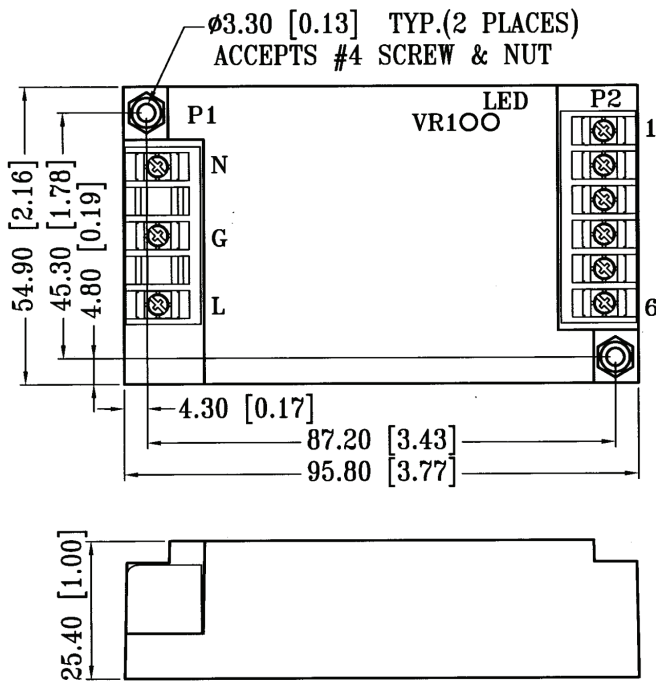 ø3.30 [0.13] TYP.(2 PLACES)
ACCEPTS #4 SCREW & NUT
P1
LED
VR1
P2
1
N
G
L
6
54.90 [2.16]
45.30 [1.78]
4.80 [0.19]
4.30 [0.17]
87.20 [3.43]
95.80 [3.77]
25.40 [1.00]